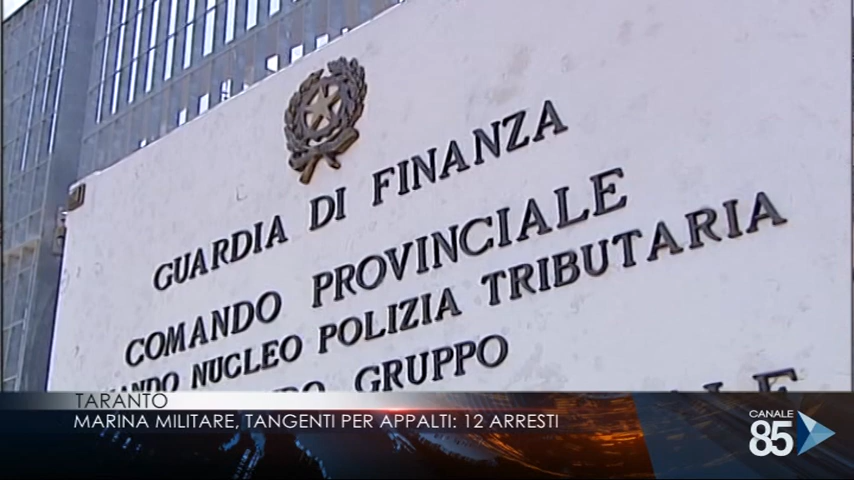 GUARDIA DI FINANZA
COMANDO PROVINCIALE
NUCLEO POLIZIA TRIBUTARIA
GRUPPO
TARANTO
MARINA MILITARE, TANGENTI PER APPALTI: 12 ARRESTI
CANALE
85